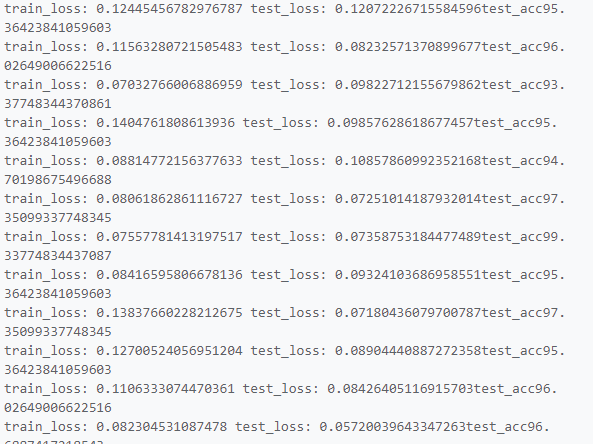 train_loss: 0.12445456782976787 test_loss: 0.12072226715584596test_acc95.
36423841059603
train_loss: 0.11563280721505483 test_loss: 0.08232571370899677test_acc96.
02649006622516
train_loss: 0.07032766006886959 test_loss: 0.09822712155679862test_acc93.
37748344370861
train_loss: 0.1404761808613936 test_loss: 0.09857628618677457test_acc95.
36423841059603
train_loss: 0.08814772156377633 test_loss: 0.10857860992352168test_acc94.
70198675496688
train_loss: 0.08061862861116727 test_loss: 0.07251014187932014test_acc97.
35099337748345
train_loss: 0.07557781413197517 test_loss: 0.07358753184477489test_acc99.
33774834437087
train_loss: 0.08416595806678136 test_loss: 0.09324103686958551test_acc95.
36423841059603
train_loss: 0.13837660228212675 test_loss: 0.07180436079700787test_acc97.
35099337748345
train_loss: 0.12700524056951204 test_loss: 0.08904440887272358test_acc95.
36423841059603
train_loss: 0.1106333074470361 test_loss: 0.08426405116915703test_acc96.
02649006622516
train_loss: 0.082304531087478 test_loss: 0.05720039643347263test_acc96.